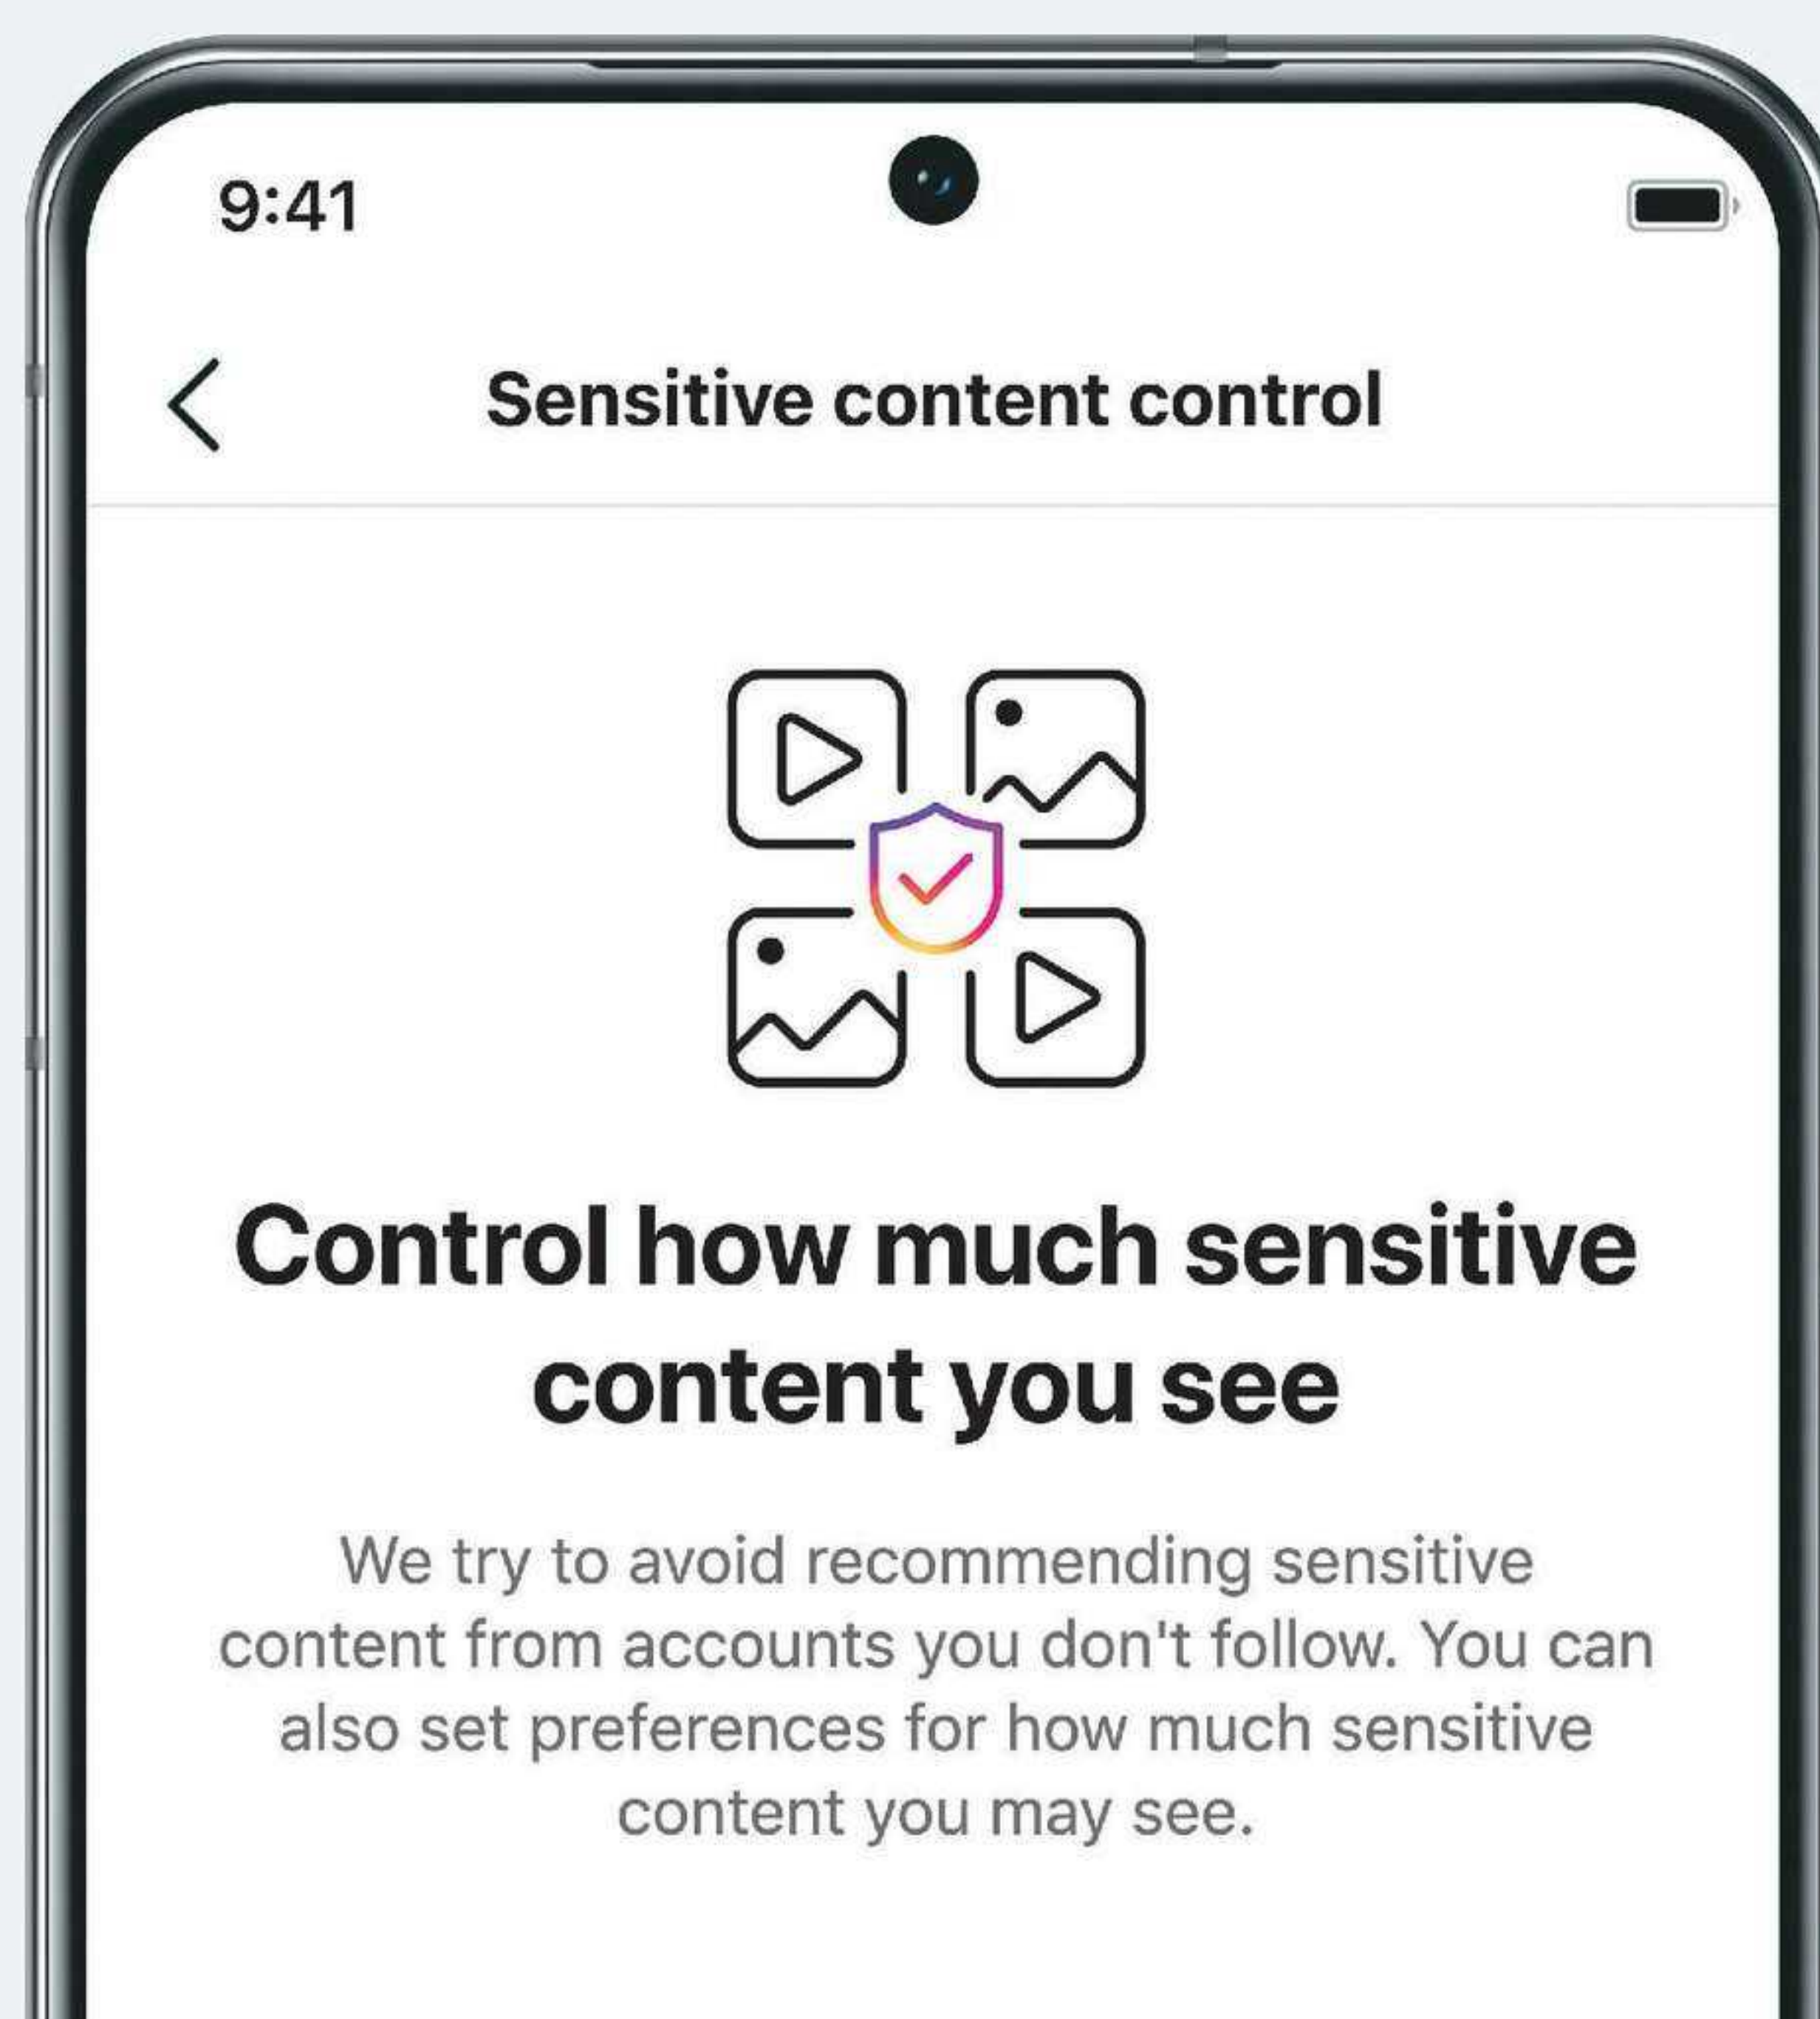 9:41
Sensitive content control
Control how much sensitive
content you see
We try to avoid recommending sensitive
content from accounts you don't follow. You can
also set preferences for how much sensitive
content you may see.